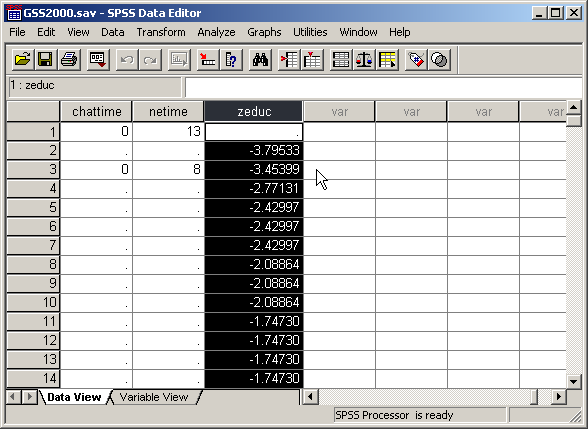 GSS2000.sav - SPSS Data Editor
File Edit View Data Transform Analyze Graphs Utilities Window Help
1 : zeduc
chattime netime zeduc var var var var
1 0 13 .
2 . . -3.79533
3 0 8 -3.45399
4 . . -2.77131
5 . . -2.42997
6 . . -2.42997
7 . . -2.42997
8 . . -2.08864
9 . . -2.08864
10 . . -2.08864
11 . . -1.74730
12 . . -1.74730
13 . . -1.74730
14 . . -1.74730
Data View Variable View
SPSS Processor is ready